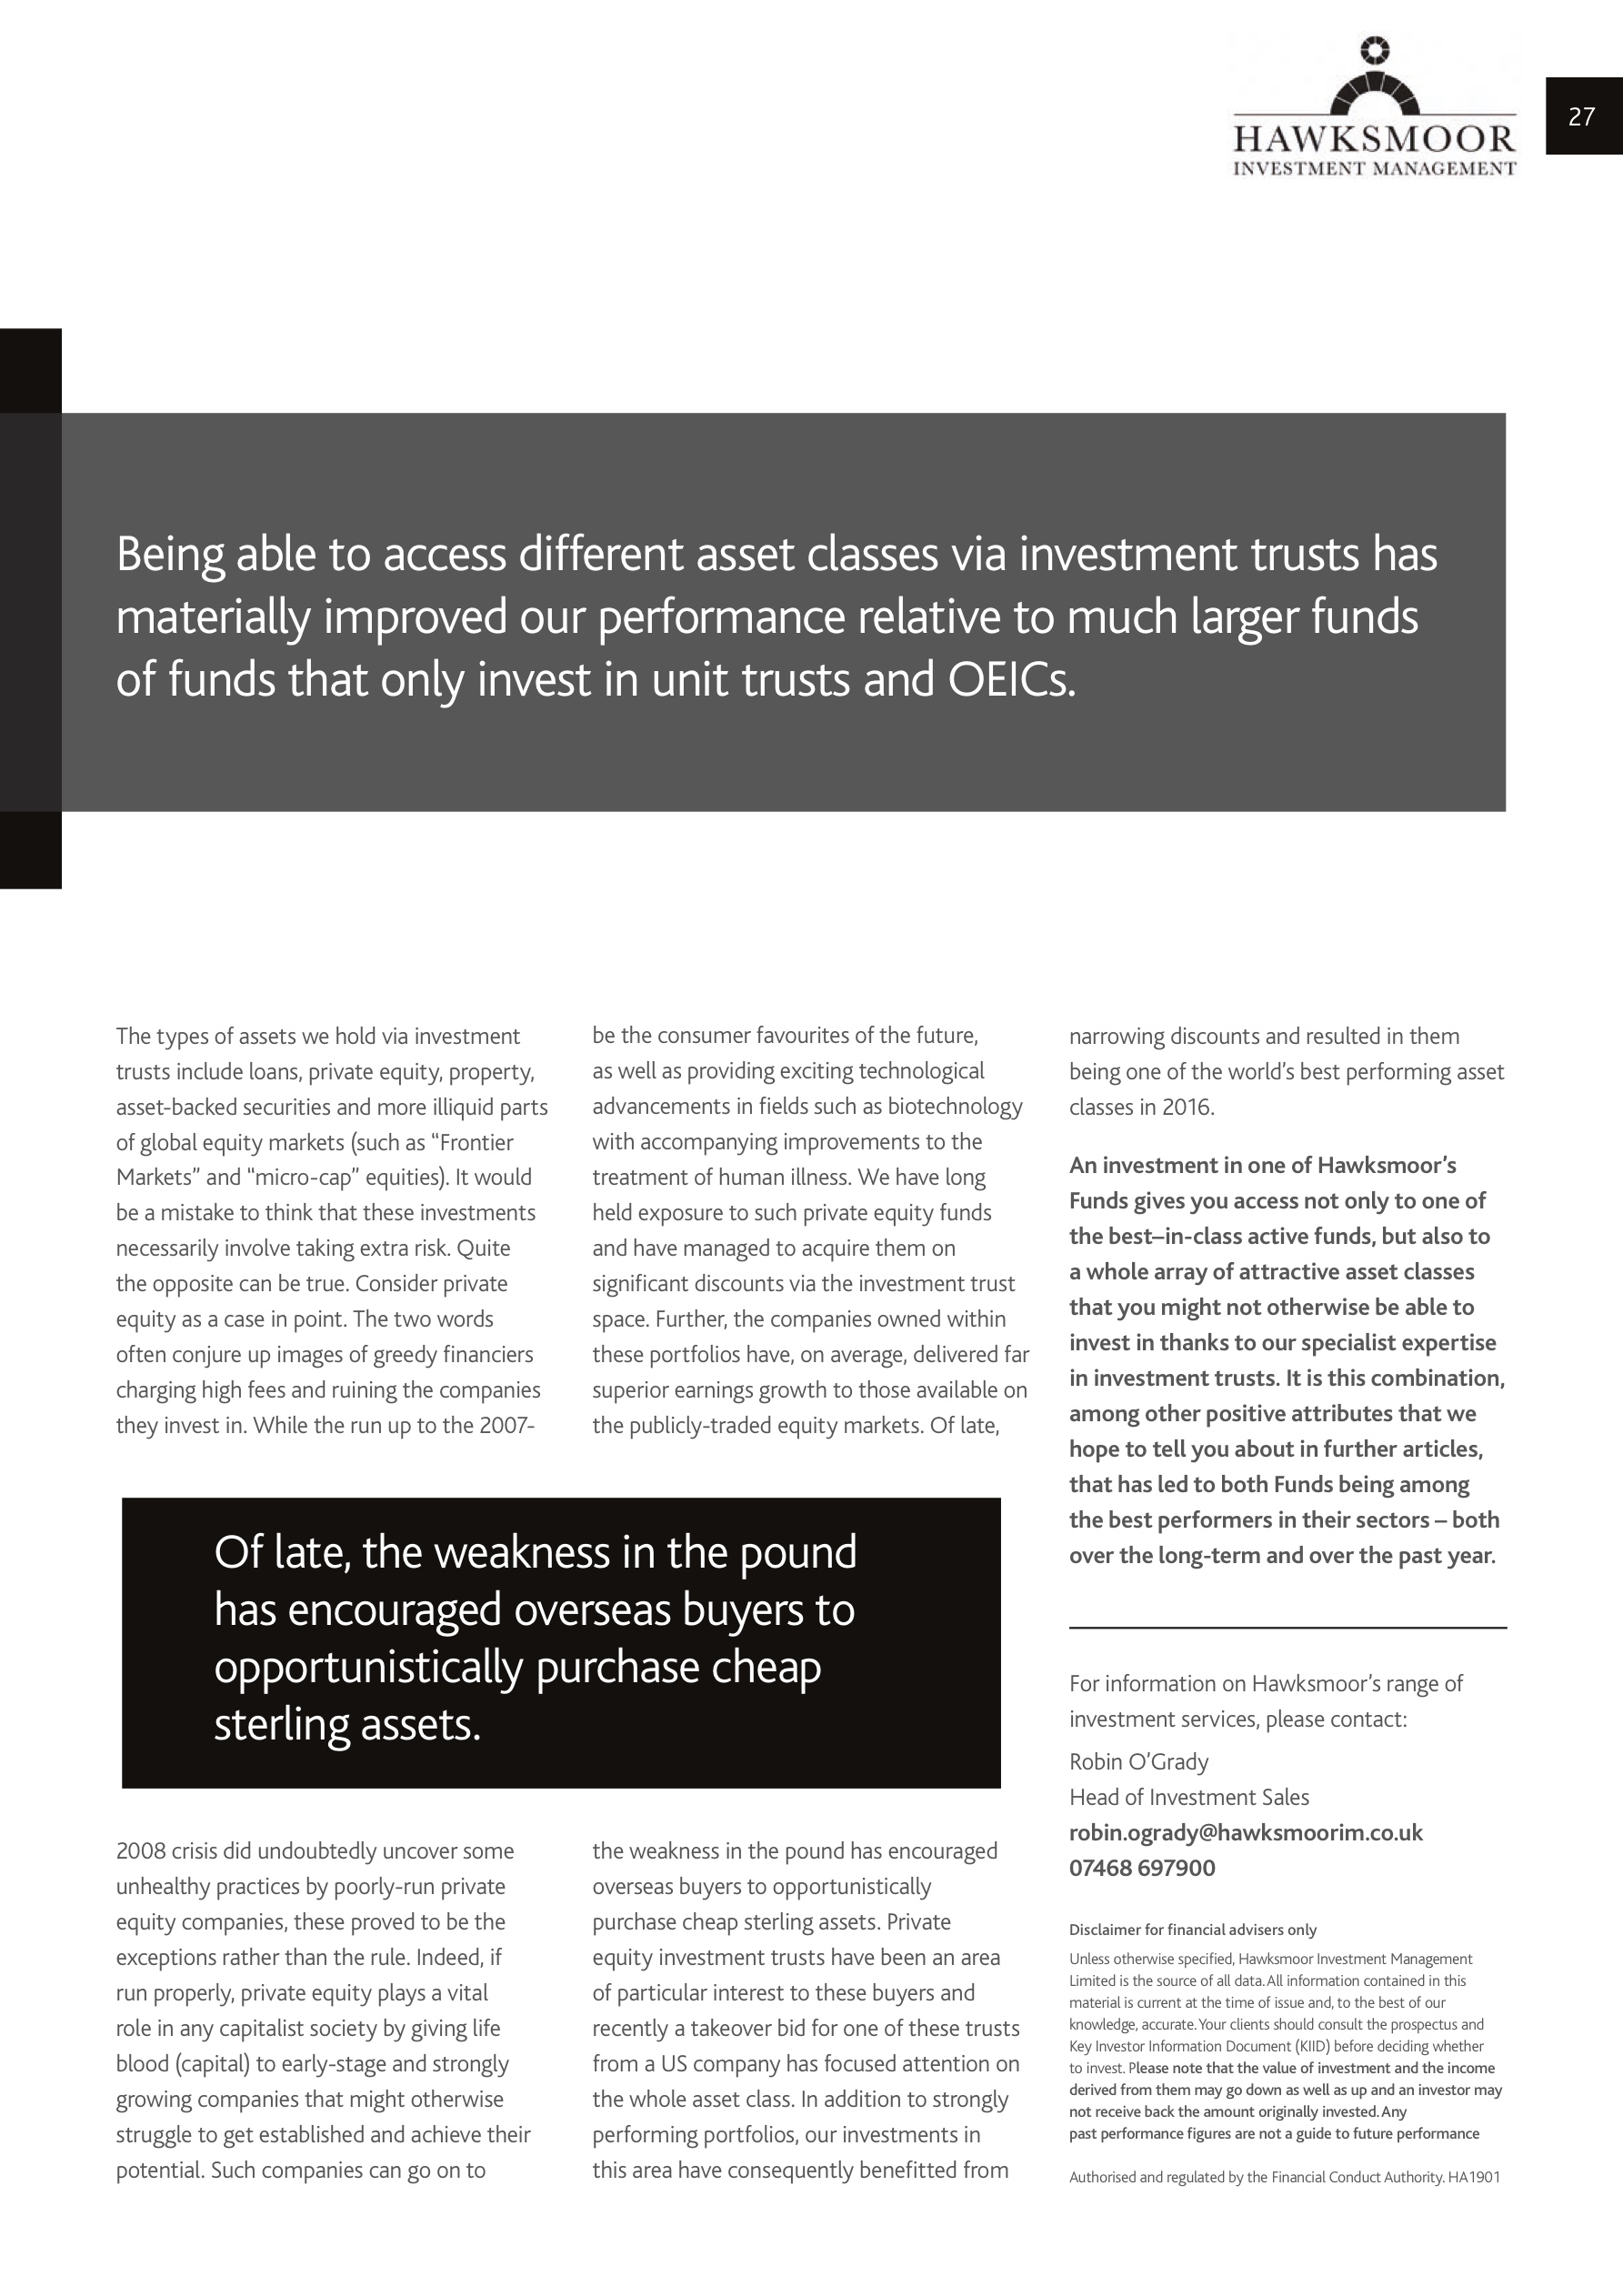 HAWKSMOOR
INVESTMENT MANAGEMENT
27
Being able to access different asset classes via investment trusts has
materially improved our performance relative to much larger funds
of funds that only invest in unit trusts and OEICs.
The types of assets we hold via investment
trusts include loans, private equity, property,
asset-backed securities and more illiquid parts
of global equity markets (such as “Frontier
Markets” and “micro-cap” equities). It would
be a mistake to think that these investments
necessarily involve taking extra risk. Quite
the opposite can be true. Consider private
equity as a case in point. The two words
often conjure up images of greedy financiers
charging high fees and ruining the companies
they invest in. While the run up to the 2007-
2008 crisis did undoubtedly uncover some
unhealthy practices by poorly-run private
equity companies, these proved to be the
exceptions rather than the rule. Indeed, if
run properly, private equity plays a vital
role in any capitalist society by giving life
blood (capital) to early-stage and strongly
growing companies that might otherwise
struggle to get established and achieve their
potential. Such companies can go on to
be the consumer favourites of the future,
as well as providing exciting technological
advancements in fields such as biotechnology
with accompanying improvements to the
treatment of human illness. We have long
held exposure to such private equity funds
and have managed to acquire them on
significant discounts via the investment trust
space. Further, the companies owned within
these portfolios have, on average, delivered far
superior earnings growth to those available on
the publicly-traded equity markets. Of late,
the weakness in the pound has encouraged
overseas buyers to opportunistically
purchase cheap sterling assets. Private
equity investment trusts have been an area
of particular interest to these buyers and
recently a takeover bid for one of these trusts
from a US company has focused attention on
the whole asset class. In addition to strongly
performing portfolios, our investments in
this area have consequently benefitted from
Of late, the weakness in the pound
has encouraged overseas buyers to
opportunistically purchase cheap
sterling assets.
narrowing discounts and resulted in them
being one of the world’s best performing asset
classes in 2016.
An investment in one of Hawksmoor’s
Funds gives you access not only to one of
the best–in-class active funds, but also to
a whole array of attractive asset classes
that you might not otherwise be able to
invest in thanks to our specialist expertise
in investment trusts. It is this combination,
among other positive attributes that we
hope to tell you about in further articles,
that has led to both Funds being among
the best performers in their sectors – both
over the long-term and over the past year.
For information on Hawksmoor’s range of
investment services, please contact:
Robin O’Grady
Head of Investment Sales
robin.ogrady@hawksmoorim.co.uk
07468 697900
Disclaimer for financial advisers only
Unless otherwise specified, Hawksmoor Investment Management
Limited is the source of all data. All information contained in this
material is current at the time of issue and, to the best of our
knowledge, accurate. Your clients should consult the prospectus and
Key Investor Information Document (KIID) before deciding whether
to invest. Please note that the value of investment and the income
derived from them may go down as well as up and an investor may
not receive back the amount originally invested. Any
past performance figures are not a guide to future performance
Authorised and regulated by the Financial Conduct Authority. HA1901